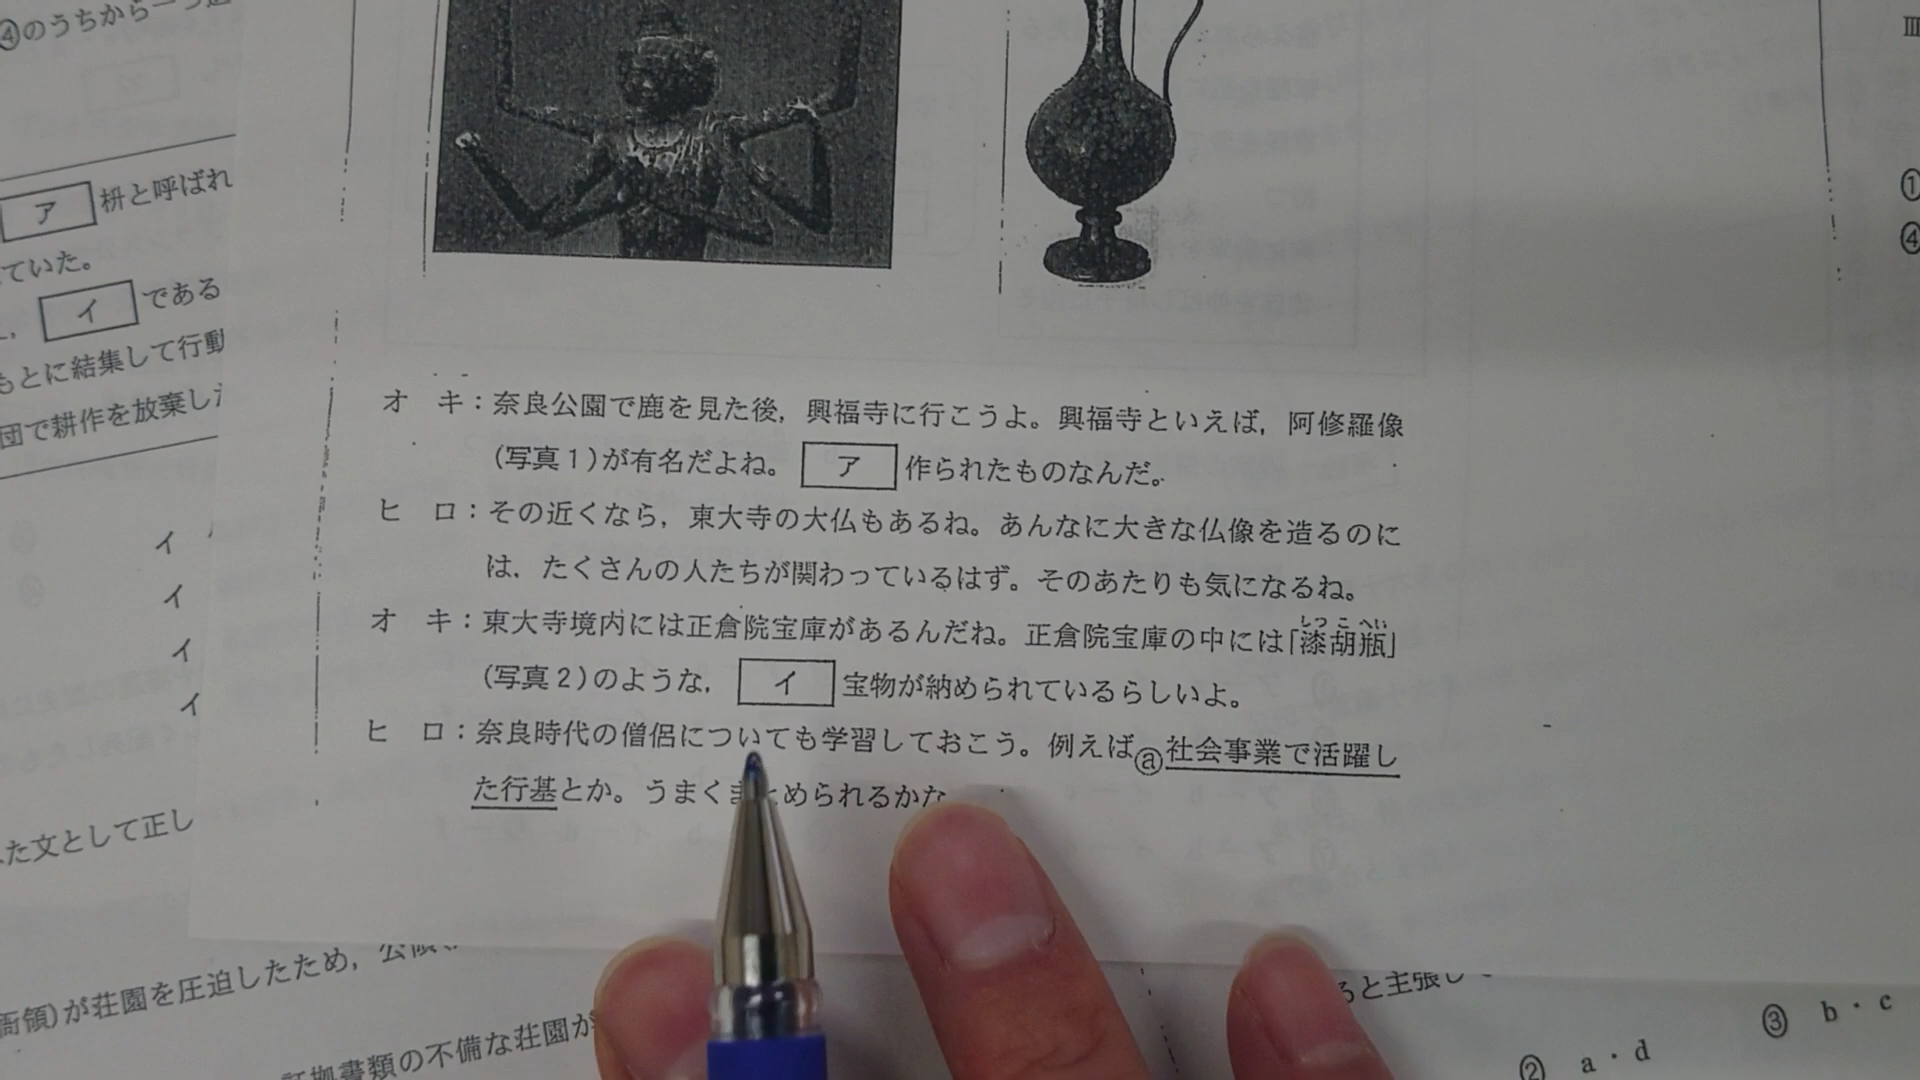 ④のうちから一つ選
ア 枡と呼ばれ
ていた。
イ である
もとに結集して行動
団で耕作を放棄し
イ
イ
イ
イ
た文として正し
オ　キ：奈良公園で鹿を見た後，興福寺に行こうよ。興福寺といえば，阿修羅像
(写真1)が有名だよね。 ア 作られたものなんだ。
ヒ　ロ：その近くなら，東大寺の大仏もあるね。あんなに大きな仏像を造るのに
は，たくさんの人たちが関わっているはず。そのあたりも気になるね。
オ　キ：東大寺境内には正倉院宝庫があるんだね。正倉院宝庫の中には「漆胡瓶」
しつ こ へい
(写真2)のような， イ 宝物が納められているらしいよ。
ヒ　ロ：奈良時代の僧侶についても学習しておこう。例えばⓐ社会事業で活躍し
た行基とか。うまくまとめられるかな
領)が荘園を圧迫したため，公領
証拠書類の不備な荘園が
ると主張し
② a・d
③ b・c
Ⅲ
①
④